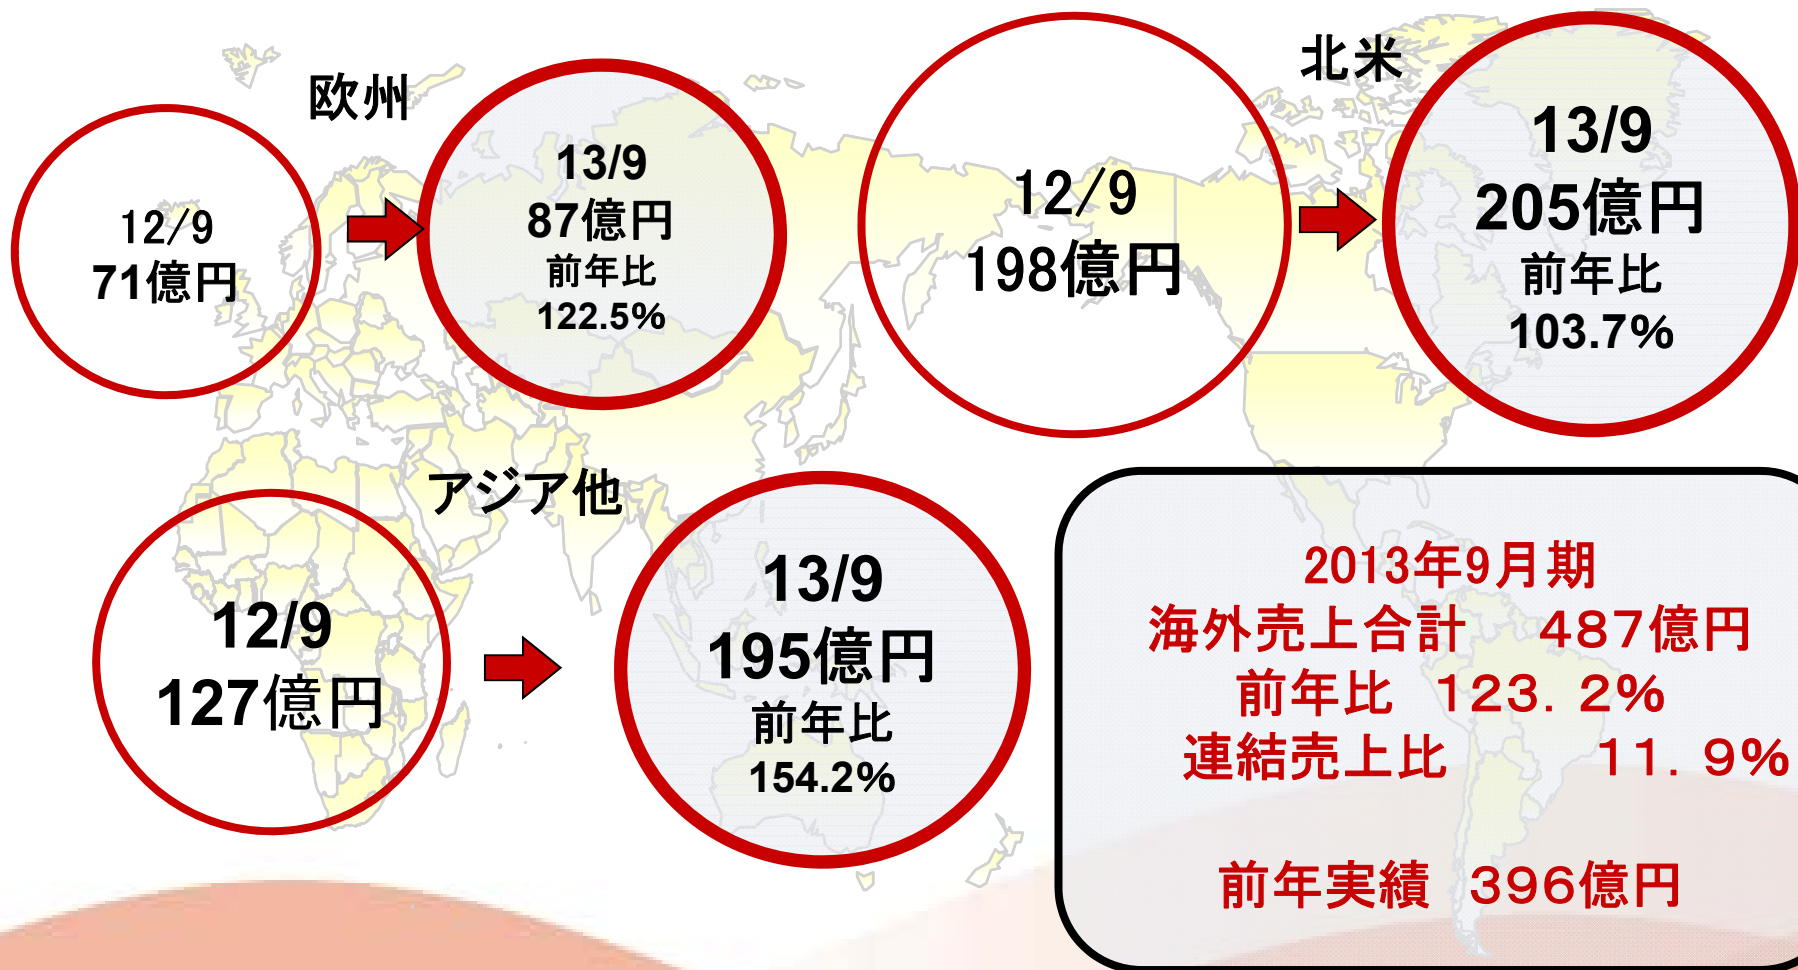 欧州
12/9
71億円
13/9
87億円
前年比
122.5%
北米
12/9
198億円
13/9
205億円
前年比
103.7%
アジア他
12/9
127億円
13/9
195億円
前年比
154.2%
2013年9月期
海外売上合計　487億円
前年比　123．2%
連結売上比　　　11．9%
前年実績　396億円